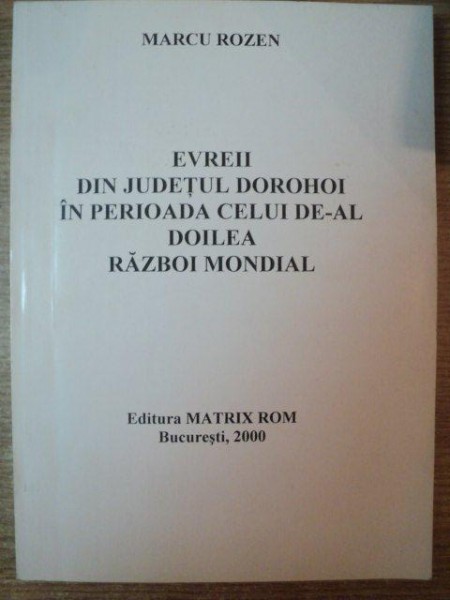 MARCU ROZEN
EVREII
DIN JUDEȚUL DOROHOI
ÎN PERIOADA CELUI DE-AL
DOILEA
RĂZBOI MONDIAL
Editura MATRIX ROM
București, 2000